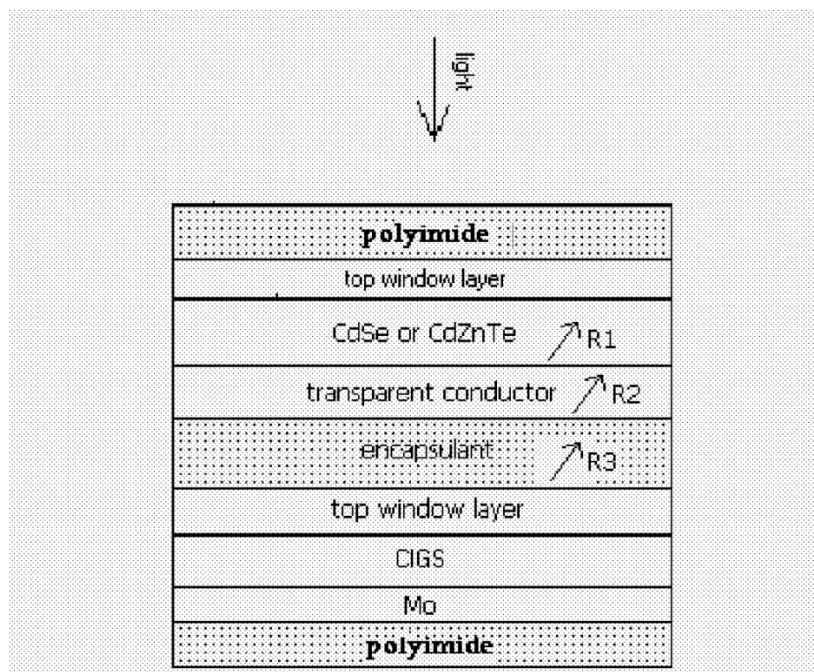 light
polyimide
top window layer
CdSe or CdZnTe R1
transparent conductor R2
encapsulant R3
top window layer
CIGS
Mo
polyimide